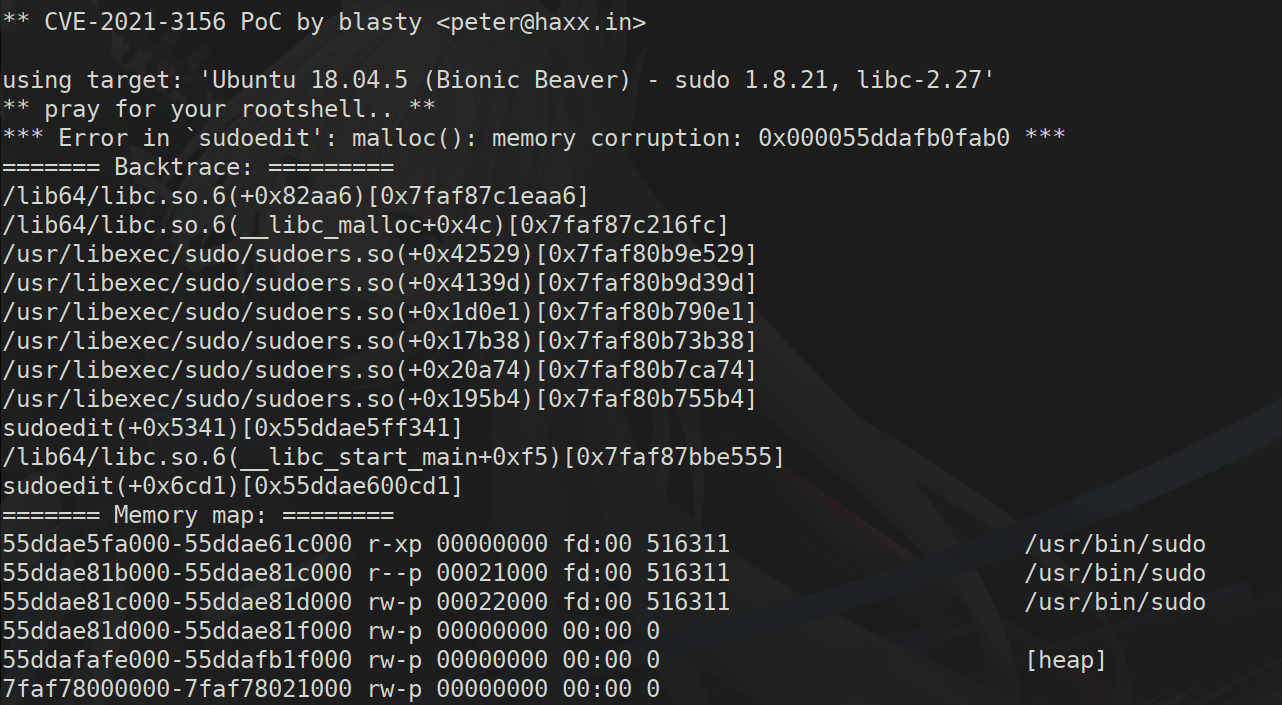 ** CVE-2021-3156 PoC by blasty <peter@haxx.in>
using target: 'Ubuntu 18.04.5 (Bionic Beaver) - sudo 1.8.21, libc-2.27'
** pray for your rootshell.. **
*** Error in `sudoedit': malloc(): memory corruption: 0x000055ddafb0fab0 ***
======= Backtrace: =========
/lib64/libc.so.6(+0x82aa6)[0x7faf87c1eaa6]
/lib64/libc.so.6(__libc_malloc+0x4c)[0x7faf87c216fc]
/usr/libexec/sudo/sudoers.so(+0x42529)[0x7faf80b9e529]
/usr/libexec/sudo/sudoers.so(+0x4139d)[0x7faf80b9d39d]
/usr/libexec/sudo/sudoers.so(+0x1d0e1)[0x7faf80b790e1]
/usr/libexec/sudo/sudoers.so(+0x17b38)[0x7faf80b73b38]
/usr/libexec/sudo/sudoers.so(+0x20a74)[0x7faf80b7ca74]
/usr/libexec/sudo/sudoers.so(+0x195b4)[0x7faf80b755b4]
sudoedit(+0x5341)[0x55ddae5ff341]
/lib64/libc.so.6(__libc_start_main+0xf5)[0x7faf87bbe555]
sudoedit(+0x6cd1)[0x55ddae600cd1]
======= Memory map: ========
55ddae5fa000-55ddae61c000 r-xp 00000000 fd:00 516311 /usr/bin/sudo
55ddae81b000-55ddae81c000 r--p 00021000 fd:00 516311 /usr/bin/sudo
55ddae81c000-55ddae81d000 rw-p 00022000 fd:00 516311 /usr/bin/sudo
55ddae81d000-55ddae81f000 rw-p 00000000 00:00 0
55ddafafe000-55ddafb1f000 rw-p 00000000 00:00 0 [heap]
7faf78000000-7faf78021000 rw-p 00000000 00:00 0